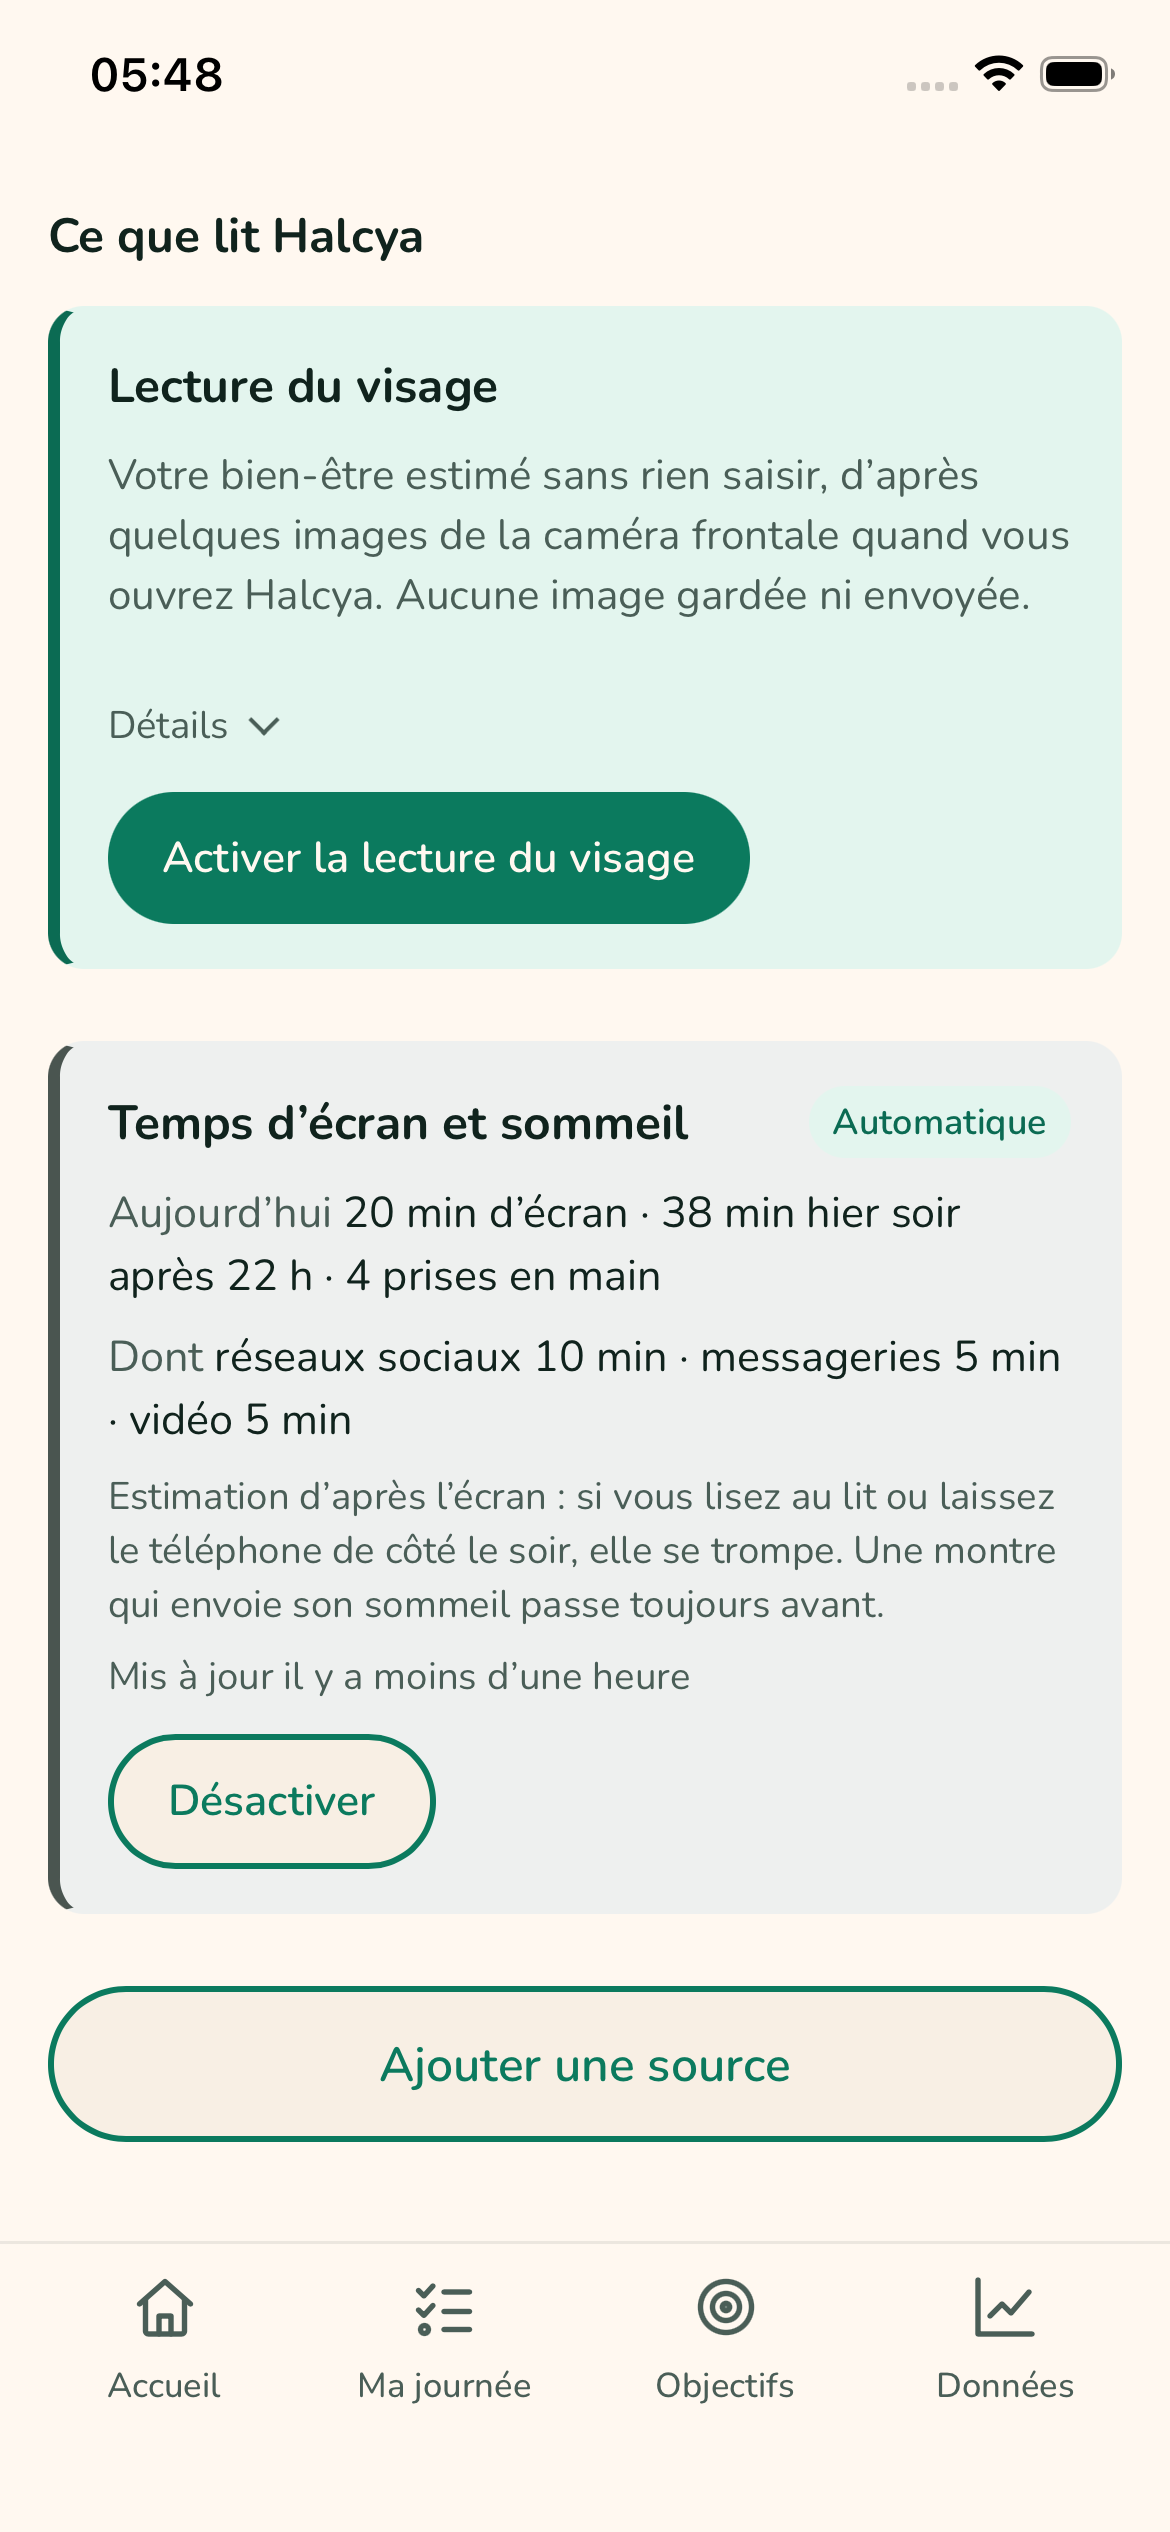 05:48
Ce que lit Halcya
Lecture du visage
Votre bien-être estimé sans rien saisir, d’après
quelques images de la caméra frontale quand vous
ouvrez Halcya. Aucune image gardée ni envoyée.
Détails
Activer la lecture du visage
Temps d’écran et sommeil
Automatique
Aujourd’hui 20 min d’écran · 38 min hier soir
après 22 h · 4 prises en main
Dont réseaux sociaux 10 min · messageries 5 min
· vidéo 5 min
Estimation d’après l’écran : si vous lisez au lit ou laissez
le téléphone de côté le soir, elle se trompe. Une montre
qui envoie son sommeil passe toujours avant.
Mis à jour il y a moins d’une heure
Désactiver
Ajouter une source
Accueil
Ma journée
Objectifs
Données